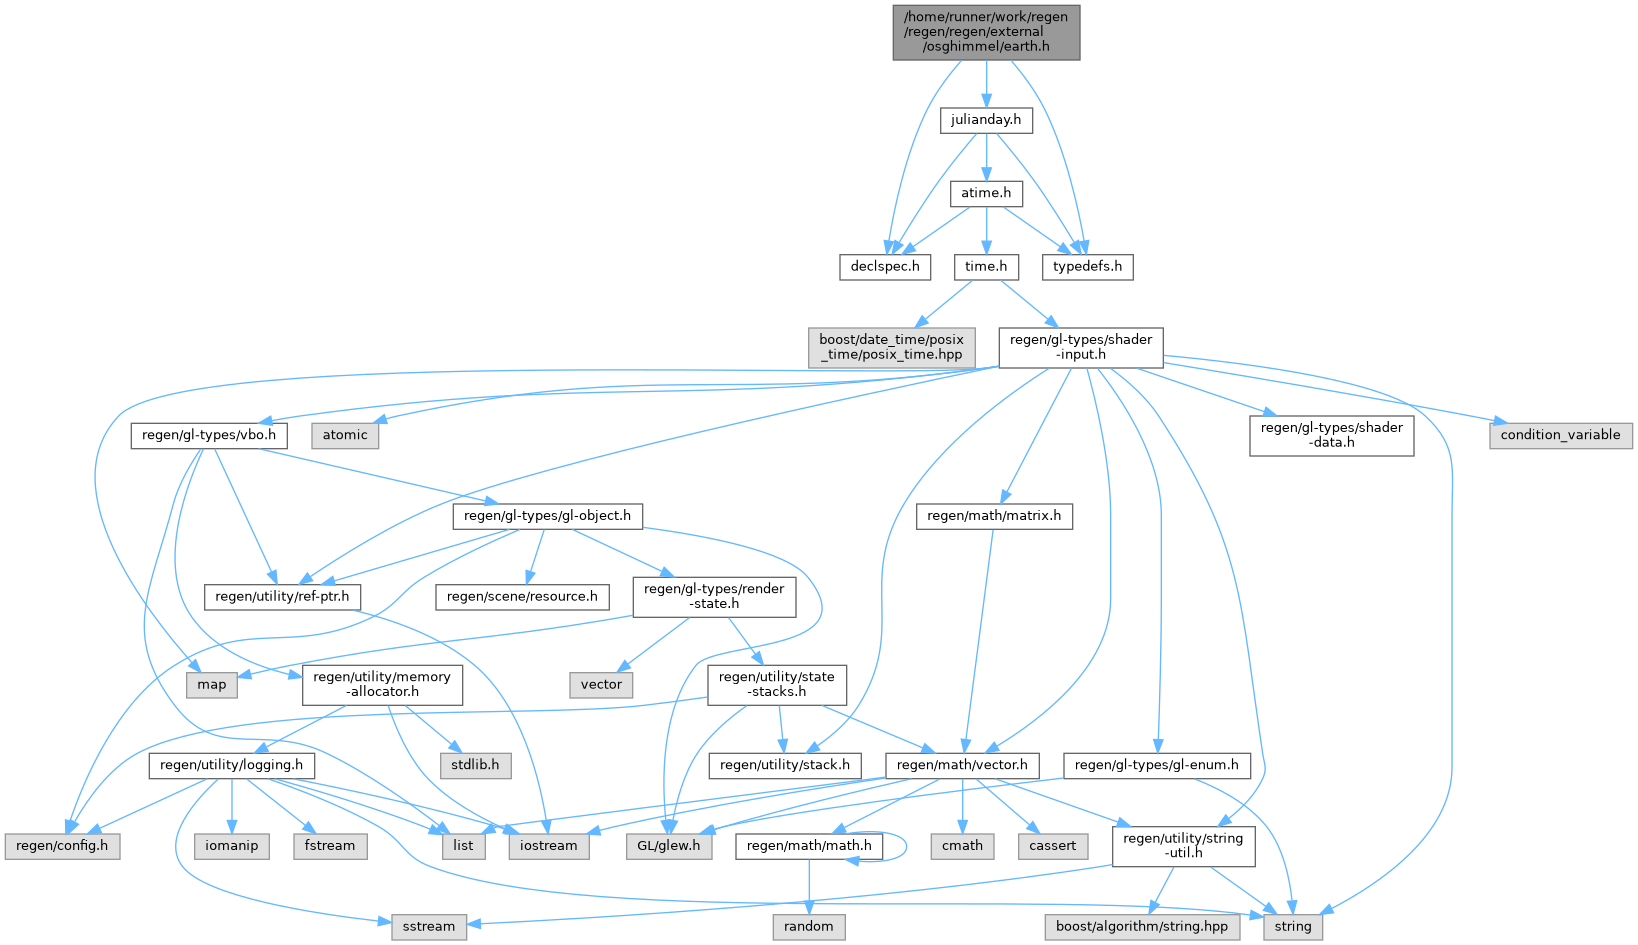 /home/runner/work/regen
/regen/regen/external
/osghimmel/earth.h
julianday.h
atime.h
declspec.h
time.h
typedefs.h
boost/date_time/posix
_time/posix_time.hpp
regen/gl-types/shader
-input.h
regen/gl-types/vbo.h
atomic
regen/gl-types/shader
-data.h
condition_variable
regen/gl-types/gl-object.h
regen/math/matrix.h
regen/utility/ref-ptr.h
regen/scene/resource.h
regen/gl-types/render
-state.h
map
regen/utility/memory
-allocator.h
vector
regen/utility/state
-stacks.h
regen/utility/logging.h
stdlib.h
regen/utility/stack.h
regen/math/vector.h
regen/gl-types/gl-enum.h
regen/config.h
iomanip
fstream
list
iostream
GL/glew.h
regen/math/math.h
cmath
cassert
regen/utility/string
-util.h
sstream
random
boost/algorithm/string.hpp
string